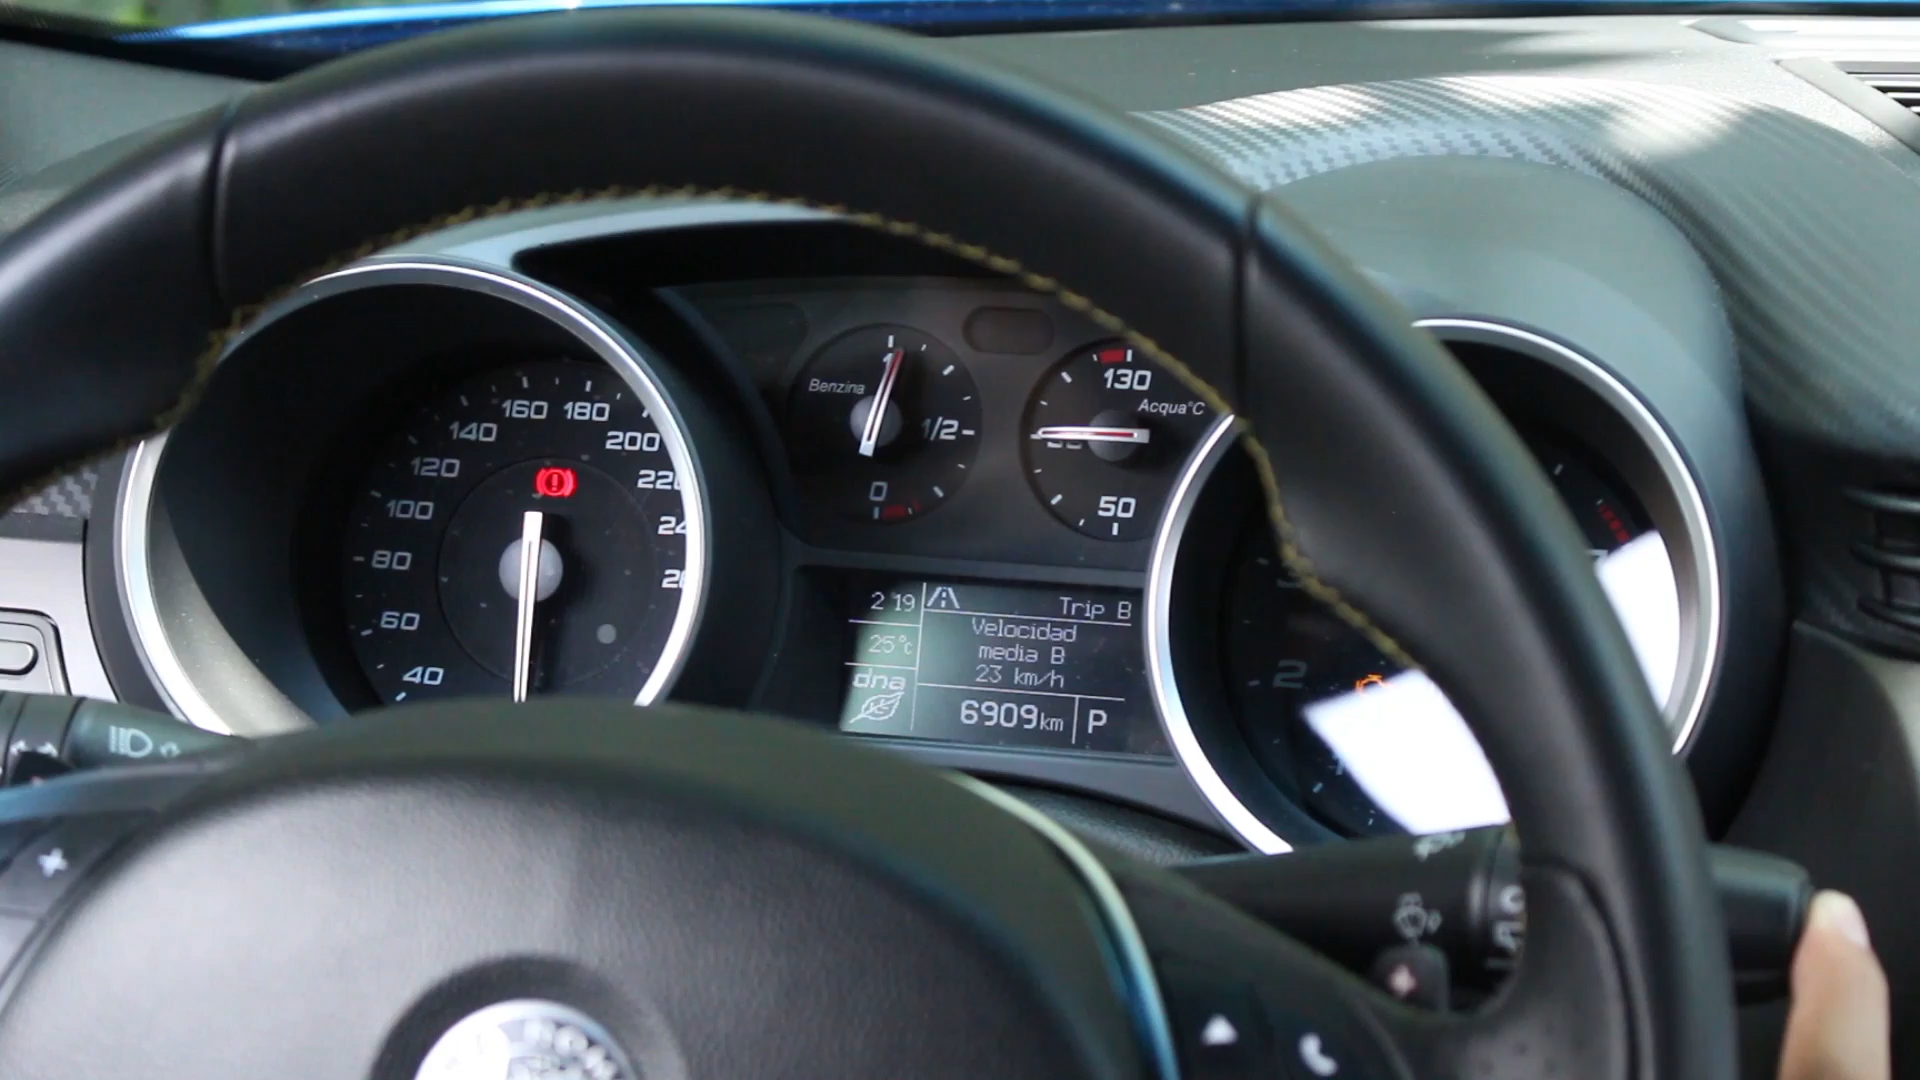 160 180
140
200
120
100
80
60
40
Benzina
1
1/2
0
130
Acqua°C
50
2 19
Trip B
25°c
Velocidad
media B
23 km/h
dna
6909km
P
2